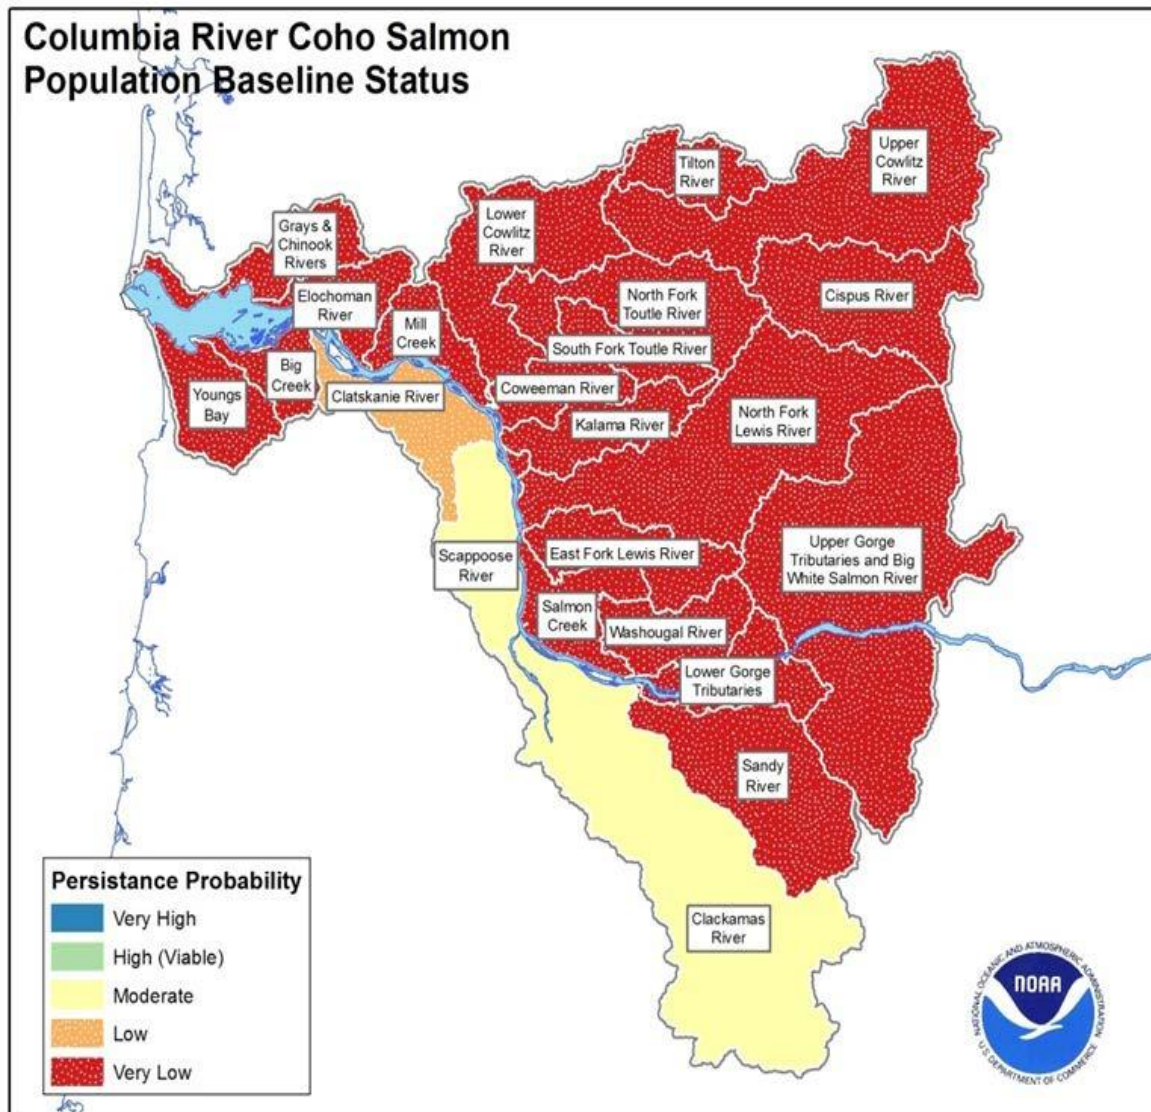 Columbia River Coho Salmon
Population Baseline Status
Upper
Cowlitz
River
Tilton
River
Lower
Cowlitz
River
Grays &
Chinook
Rivers
Elochoman
River
North Fork
Toutle River
Cispus River
Mill
Creek
South Fork Toutle River
Big
Creek
Coweeman River
Youngs
Bay
Clatskanie River
Kalama River
North Fork
Lewis River
Scappoose
River
East Fork Lewis River
Upper Gorge
Tributaries and Big
White Salmon River
Salmon
Creek
Washougal River
Lower Gorge
Tributaries
Sandy
River
Clackamas
River
Persistance Probability
Very High
High (Viable)
Moderate
Low
Very Low
NATIONAL OCEANIC AND ATMOSPHERIC ADMINISTRATION
NOAA
U.S. DEPARTMENT OF COMMERCE